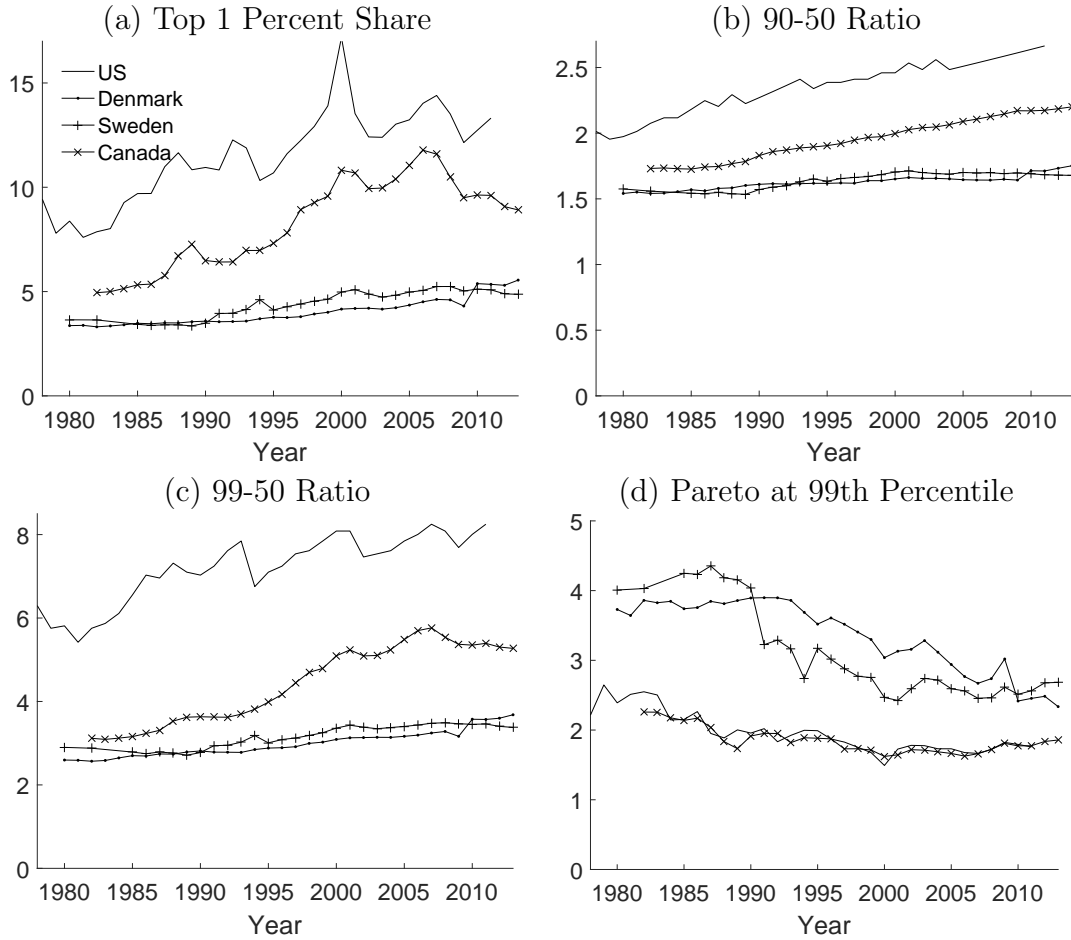 (a) Top 1 Percent Share
15
10
5
0
US
Denmark
Sweden
Canada
1980 1985 1990 1995 2000 2005 2010
Year
(b) 90-50 Ratio
2.5
2
1.5
1
0.5
0
1980 1985 1990 1995 2000 2005 2010
Year
(c) 99-50 Ratio
8
6
4
2
0
1980 1985 1990 1995 2000 2005 2010
Year
(d) Pareto at 99th Percentile
5
4
3
2
1
0
1980 1985 1990 1995 2000 2005 2010
Year